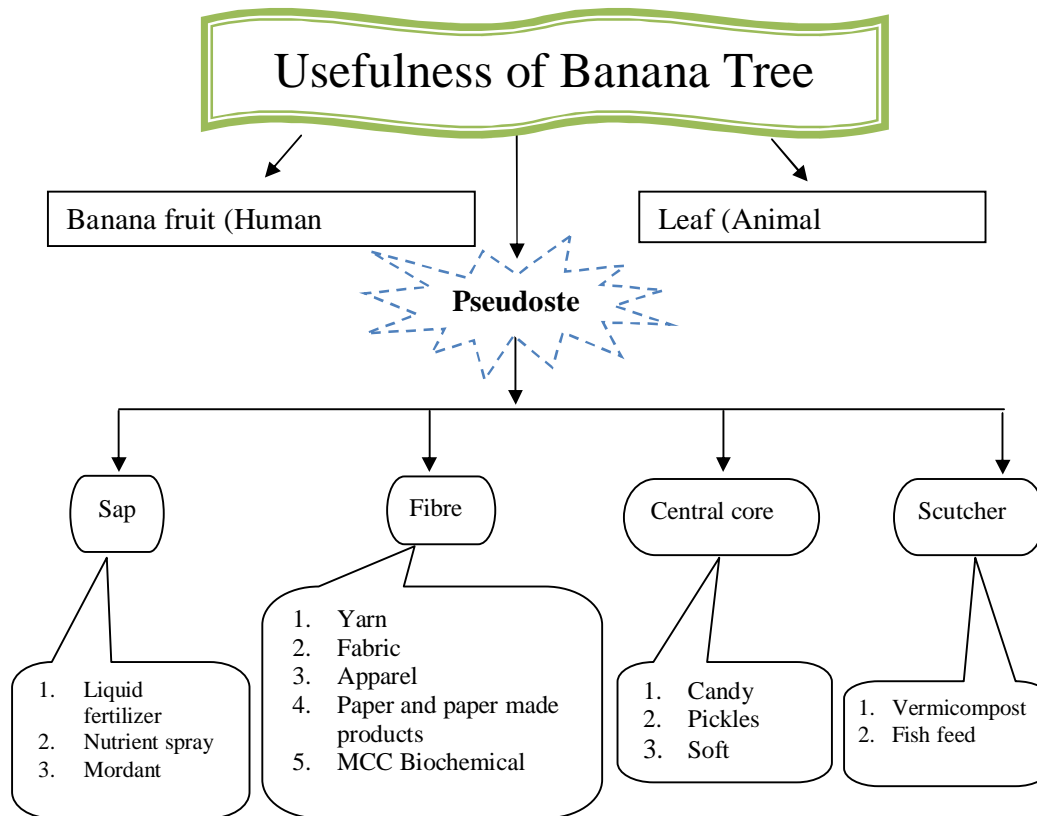 Usefulness of Banana Tree
Banana fruit (Human
Leaf (Animal
Pseudoste
Sap
Fibre
Central core
Scutcher
1. Liquid
fertilizer
2. Nutrient spray
3. Mordant
1. Yarn
2. Fabric
3. Apparel
4. Paper and paper made
products
5. MCC Biochemical
1. Candy
2. Pickles
3. Soft
1. Vermicompost
2. Fish feed